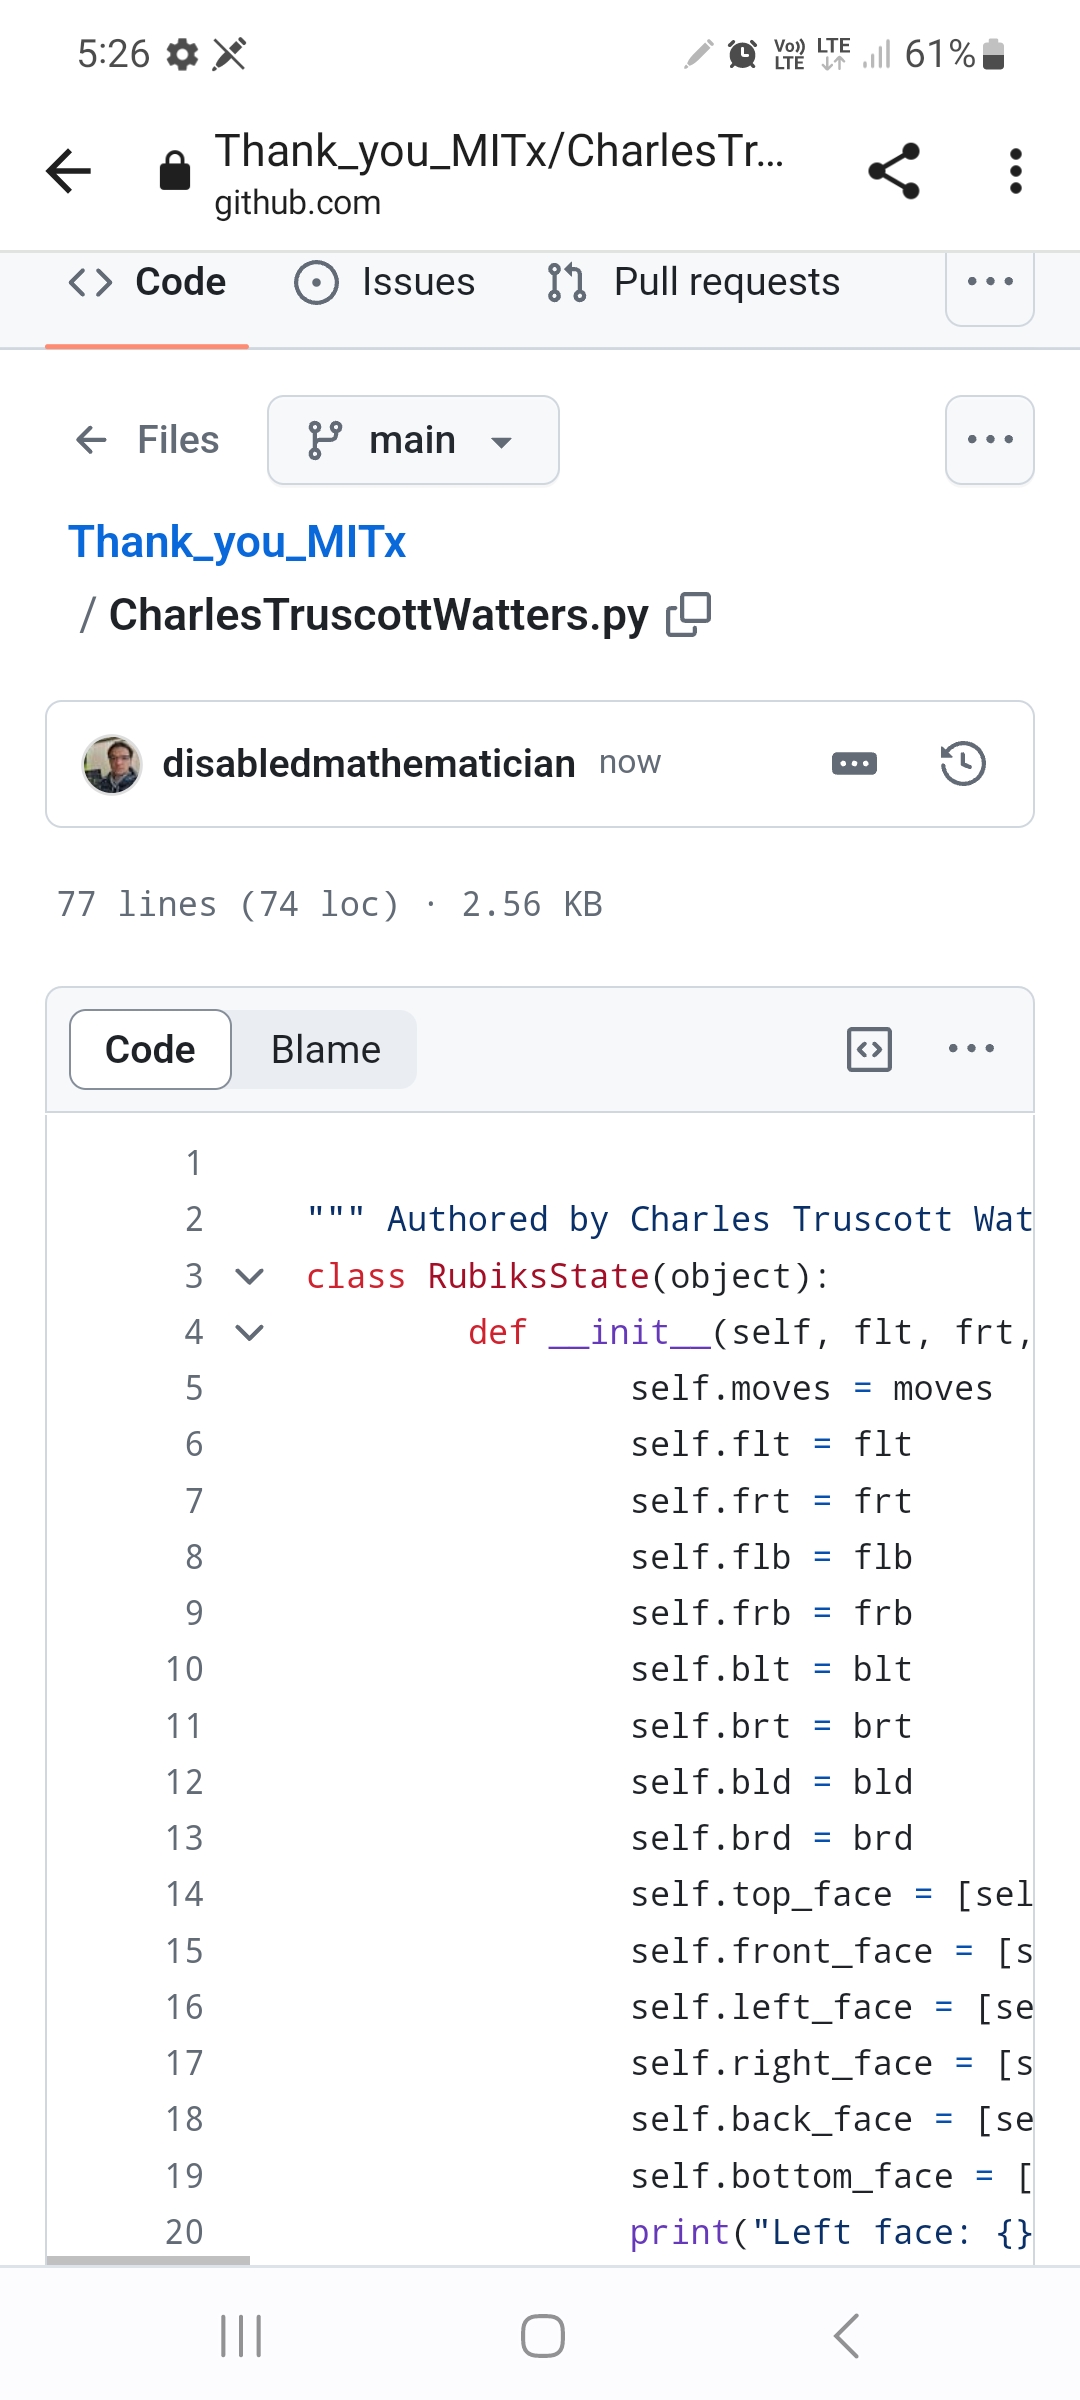 5:26
Vo)) LTE LTE 61%
Thank_you_MITx/CharlesTr...
github.com
Code Issues Pull requests
Files main
Thank_you_MITx
/ CharlesTruscottWatters.py
disabledmathematician now
77 lines (74 loc) · 2.56 KB
Code Blame
1
2 """ Authored by Charles Truscott Wat
3 class RubiksState(object):
4 def __init__(self, flt, frt,
5 self.moves = moves
6 self.flt = flt
7 self.frt = frt
8 self.flb = flb
9 self.frb = frb
10 self.blt = blt
11 self.brt = brt
12 self.bld = bld
13 self.brd = brd
14 self.top_face = [sel
15 self.front_face = [s
16 self.left_face = [se
17 self.right_face = [s
18 self.back_face = [se
19 self.bottom_face = [
20 print("Left face: {}